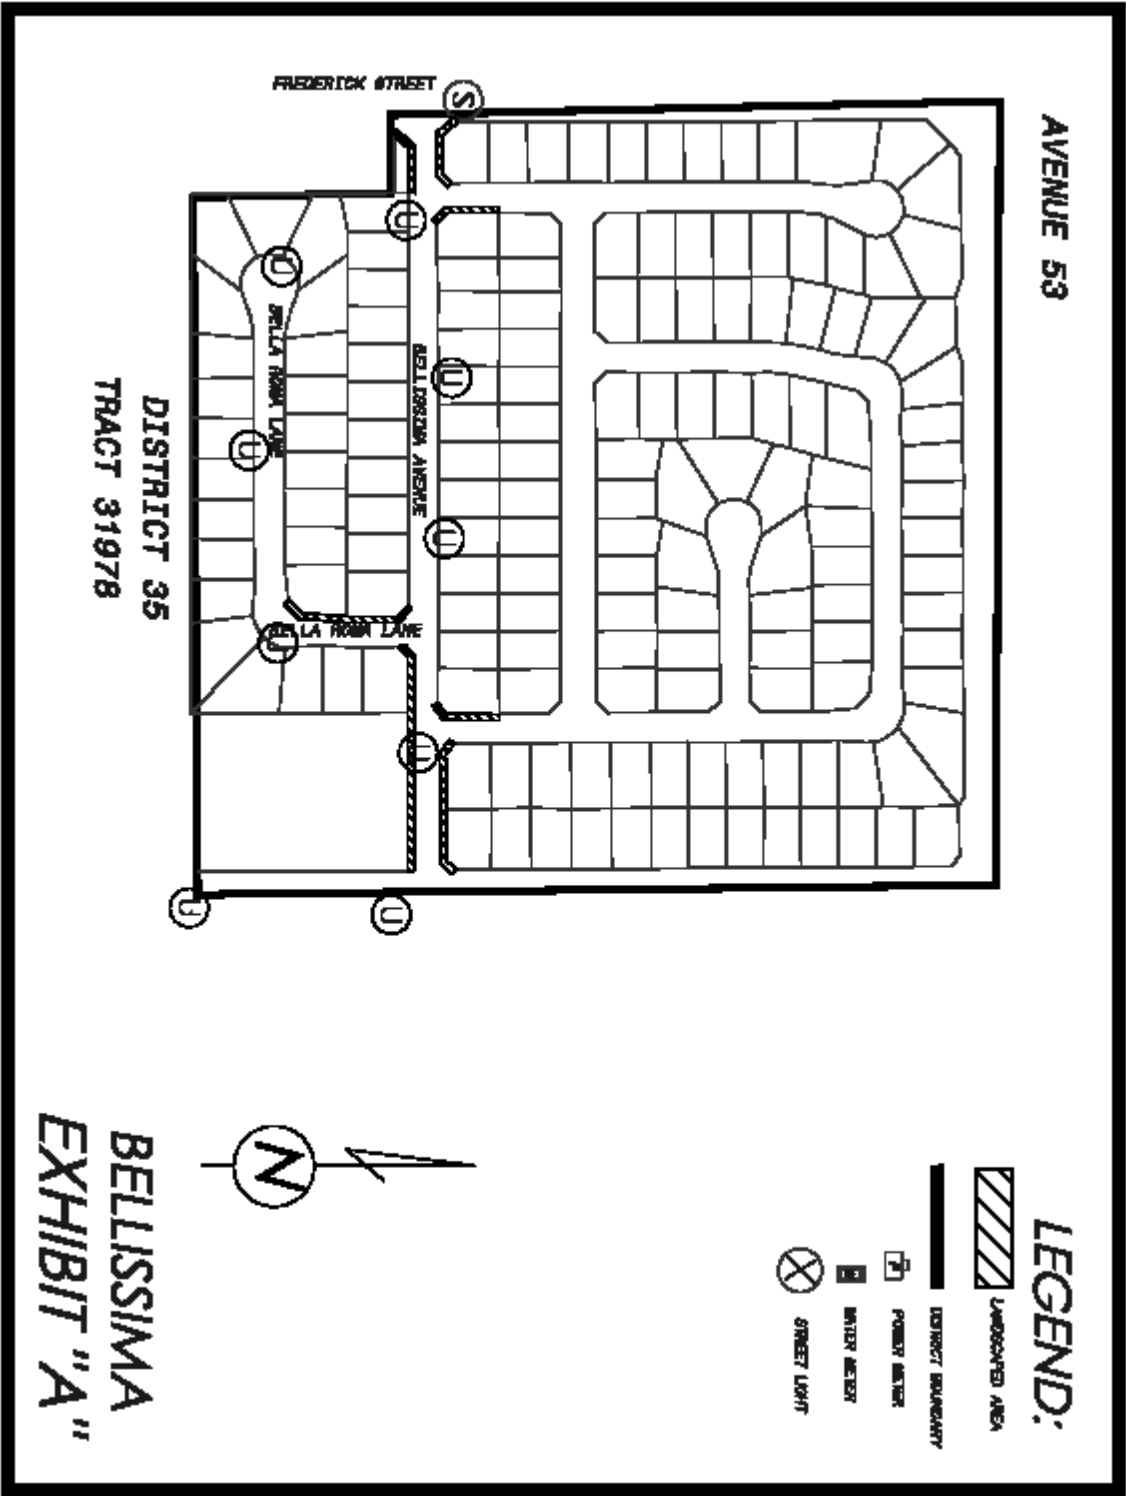 AVENUE 53
FREDERICK STREET
S
U
U
BELLA ROMA LANE
BELLISSIMA AVENUE
U
U
U
BELLA ROMA LANE
U
U
U
U
DISTRICT 35
TRACT 31978
LEGEND:
LANDSCAPED AREA
DISTRICT BOUNDARY
POWER METER
WATER METER
STREET LIGHT
N
BELLISSIMA
EXHIBIT "A"